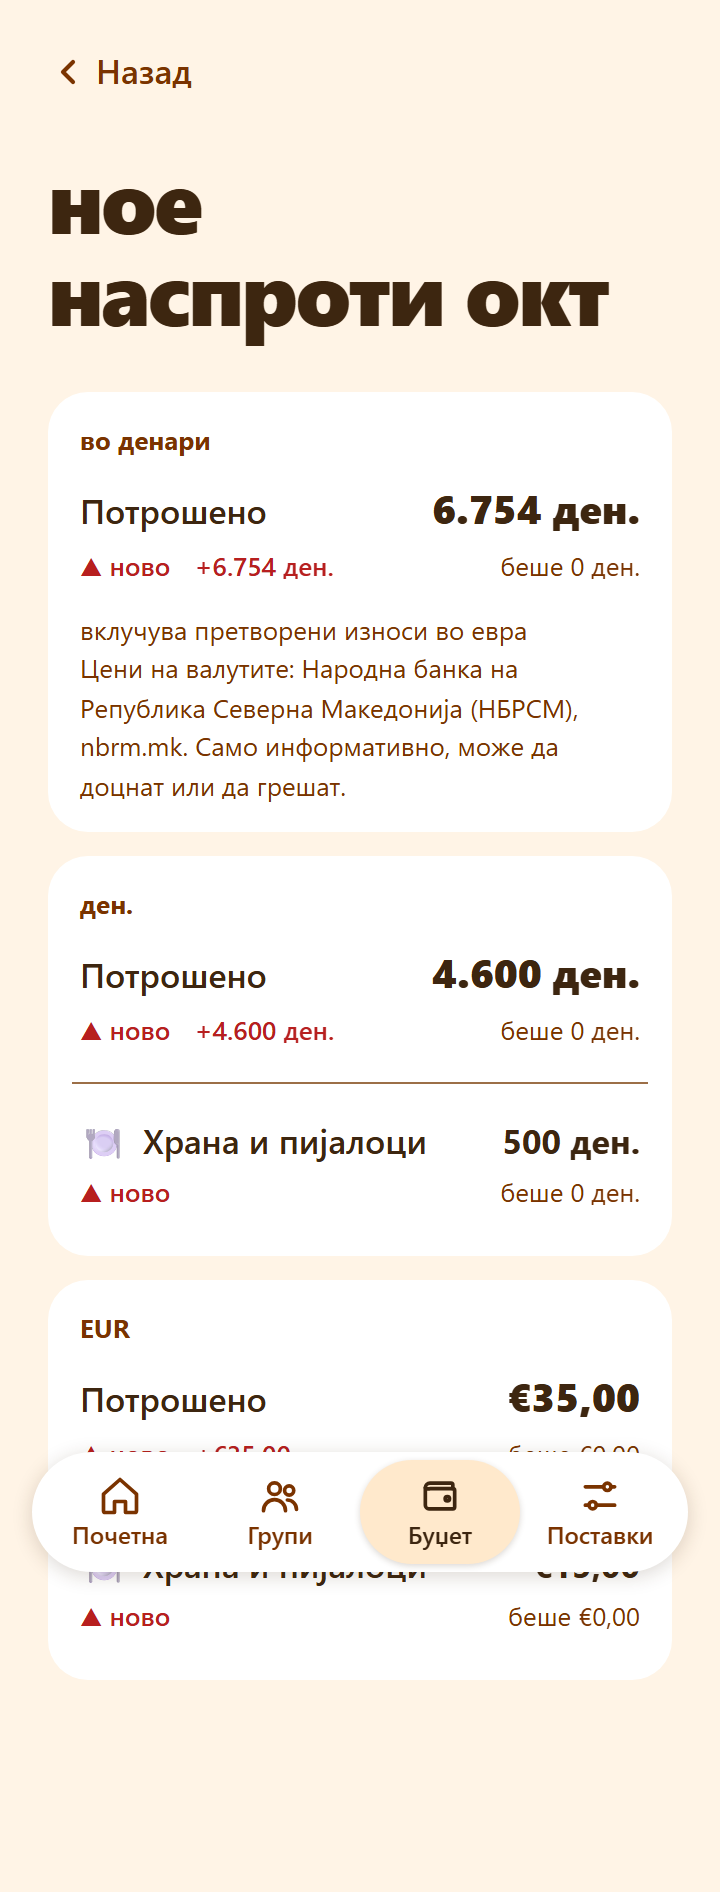 Назад
ное
наспроти окт
во денари
Потрошено 6.754 ден.
▲ ново +6.754 ден. беше 0 ден.
вклучува претворени износи во евра
Цени на валутите: Народна банка на
Република Северна Македонија (НБРСМ),
nbrm.mk. Само информативно, може да
доцнат или да грешат.
ден.
Потрошено 4.600 ден.
▲ ново +4.600 ден. беше 0 ден.
Храна и пијалоци 500 ден.
▲ ново беше 0 ден.
EUR
Потрошено €35,00
Почетна Групи Буџет Поставки
Храна и пијалоци
▲ ново беше €0,00